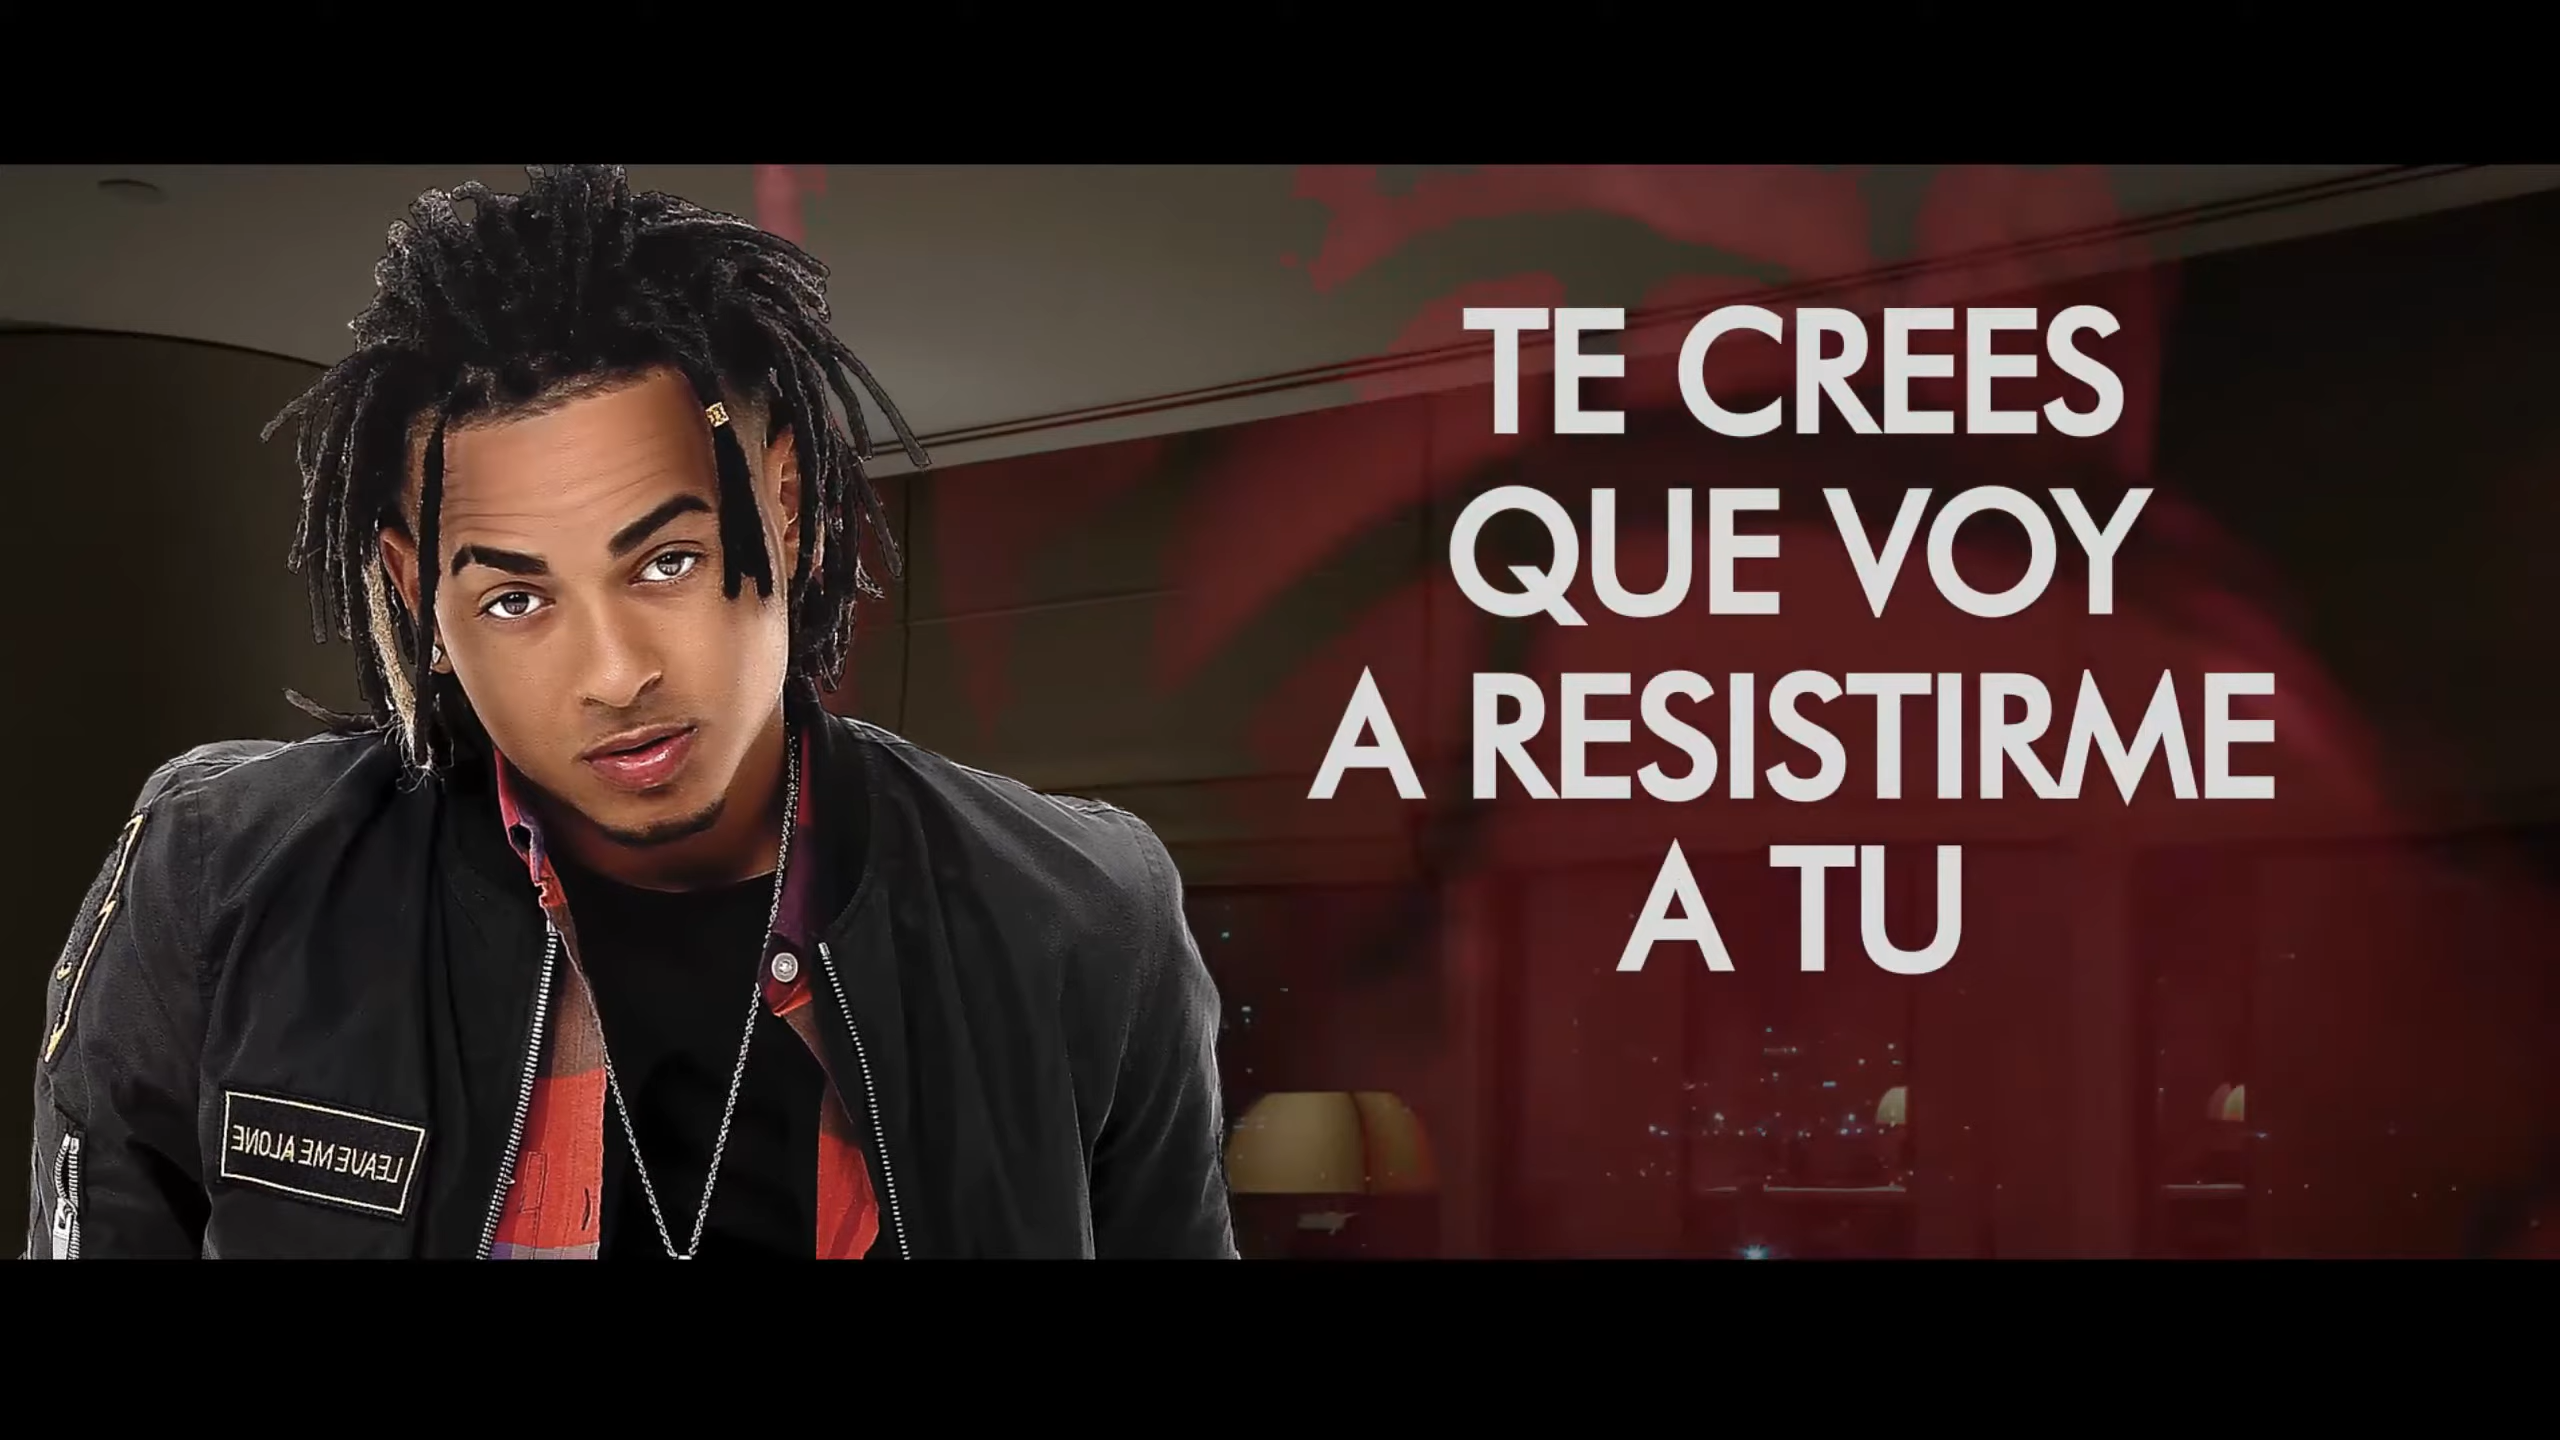 TE CREES
QUE VOY
A RESISTIRME
A TU
LEAVE ME ALONE